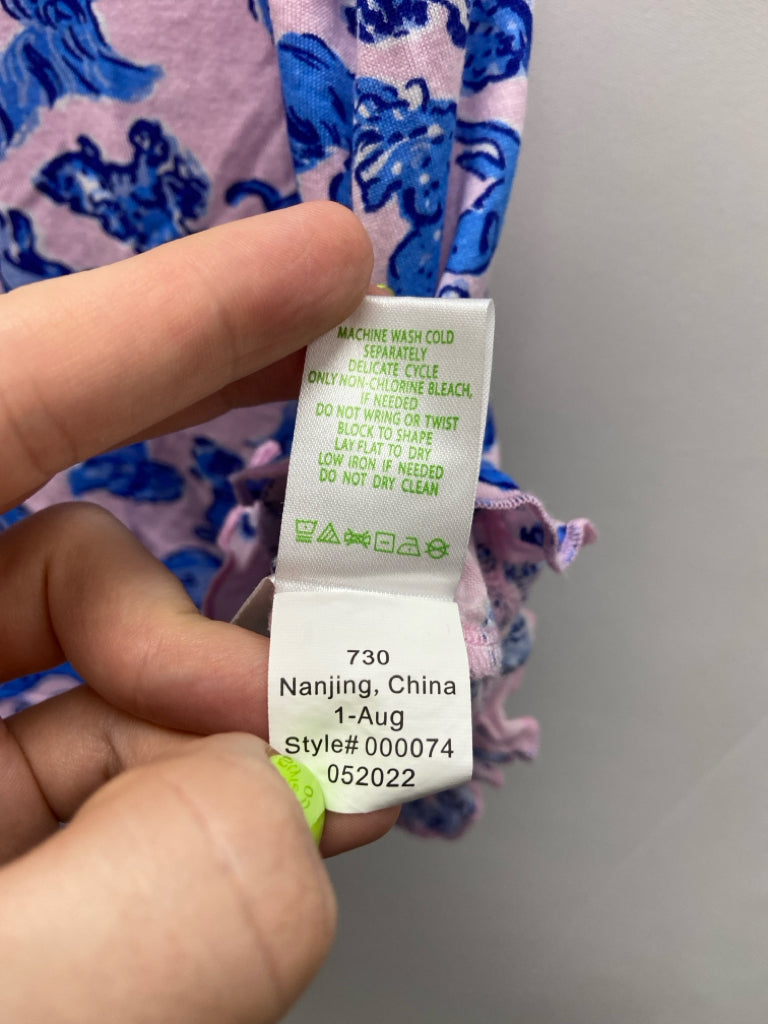 MACHINE WASH COLD
SEPARATELY
DELICATE CYCLE
ONLY NON-CHLORINE BLEACH,
IF NEEDED
DO NOT WRING OR TWIST
BLOCK TO SHAPE
LAY FLAT TO DRY
LOW IRON IF NEEDED
DO NOT DRY CLEAN
730
Nanjing, China
1-Aug
Style# 000074
052022